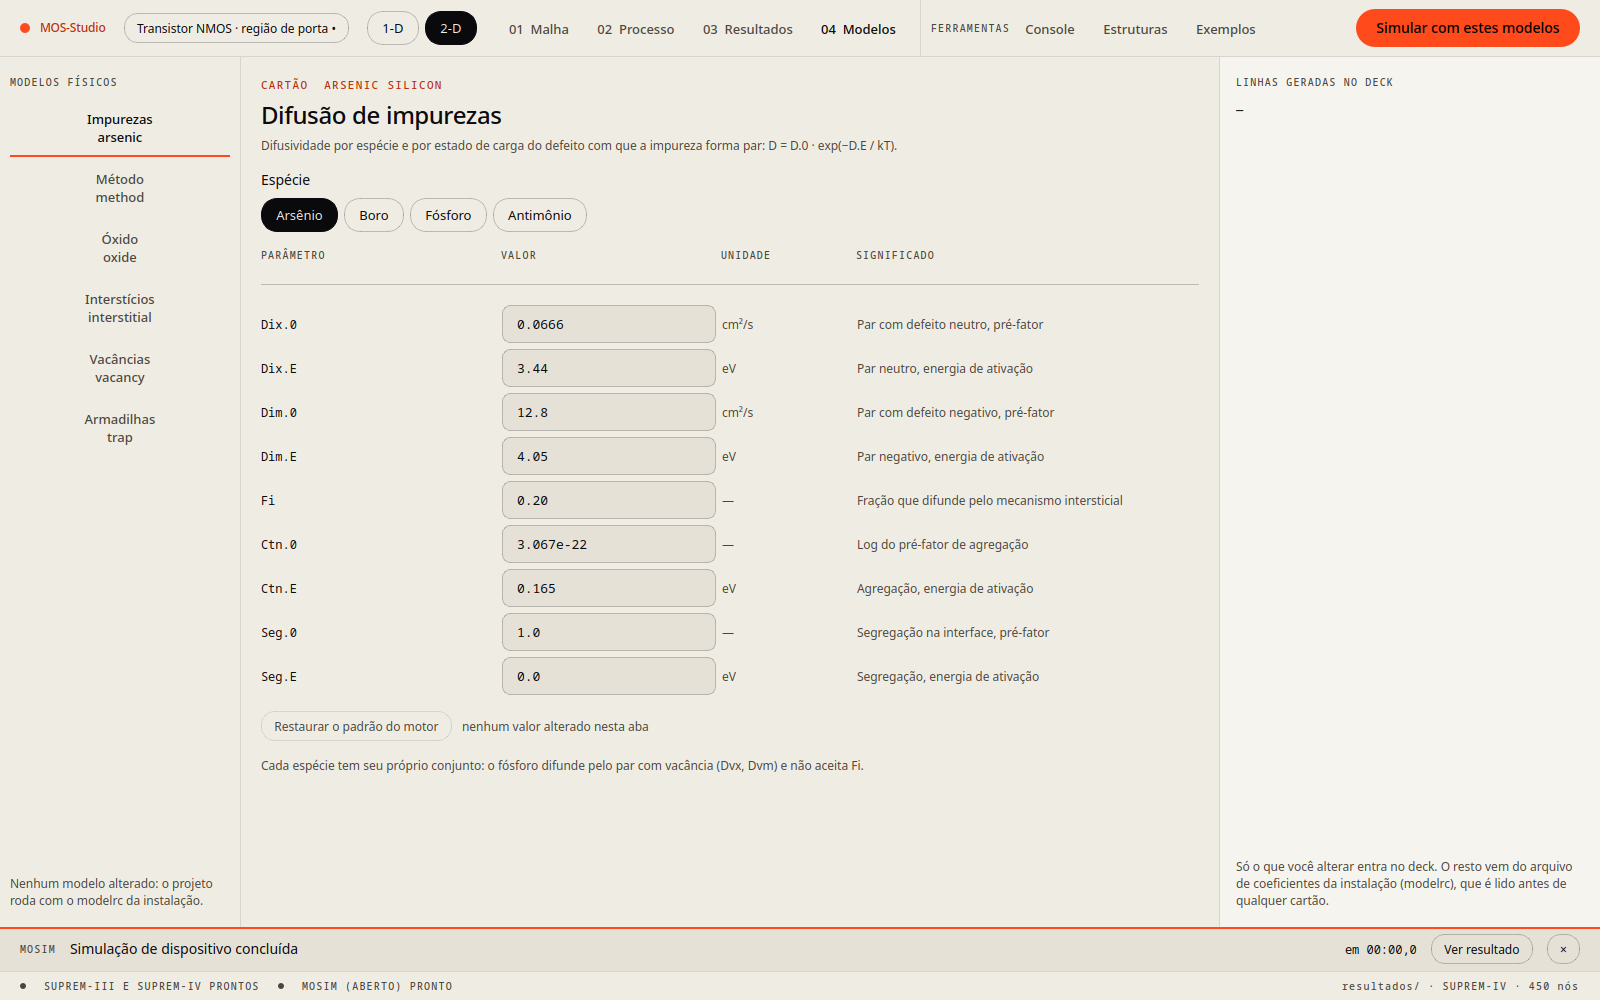 MOS-Studio
Transistor NMOS · região de porta •
1-D
2-D
01 Malha
02 Processo
03 Resultados
04 Modelos
FERRAMENTAS
Console
Estruturas
Exemplos
Simular com estes modelos
MODELOS FÍSICOS
Impurezas
arsenic
Método
method
Óxido
oxide
Interstícios
interstitial
Vacâncias
vacancy
Armadilhas
trap
Nenhum modelo alterado: o projeto
roda com o modelrc da instalação.
CARTÃO ARSENIC SILICON
Difusão de impurezas
Difusividade por espécie e por estado de carga do defeito com que a impureza forma par: D = D.0 · exp(−D.E / kT).
Espécie
Arsênio
Boro
Fósforo
Antimônio
PARÂMETRO VALOR UNIDADE SIGNIFICADO
Dix.0 0.0666 cm²/s Par com defeito neutro, pré-fator
Dix.E 3.44 eV Par neutro, energia de ativação
Dim.0 12.8 cm²/s Par com defeito negativo, pré-fator
Dim.E 4.05 eV Par negativo, energia de ativação
Fi 0.20 — Fração que difunde pelo mecanismo intersticial
Ctn.0 3.067e-22 — Log do pré-fator de agregação
Ctn.E 0.165 eV Agregação, energia de ativação
Seg.0 1.0 — Segregação na interface, pré-fator
Seg.E 0.0 eV Segregação, energia de ativação
Restaurar o padrão do motor
nenhum valor alterado nesta aba
Cada espécie tem seu próprio conjunto: o fósforo difunde pelo par com vacância (Dvx, Dvm) e não aceita Fi.
LINHAS GERADAS NO DECK
—
Só o que você alterar entra no deck. O resto vem do arquivo
de coeficientes da instalação (modelrc), que é lido antes de
qualquer cartão.
MOSIM Simulação de dispositivo concluída
em 00:00,0
Ver resultado
×
SUPREM-III E SUPREM-IV PRONTOS
MOSIM (ABERTO) PRONTO
resultados/ · SUPREM-IV · 450 nós